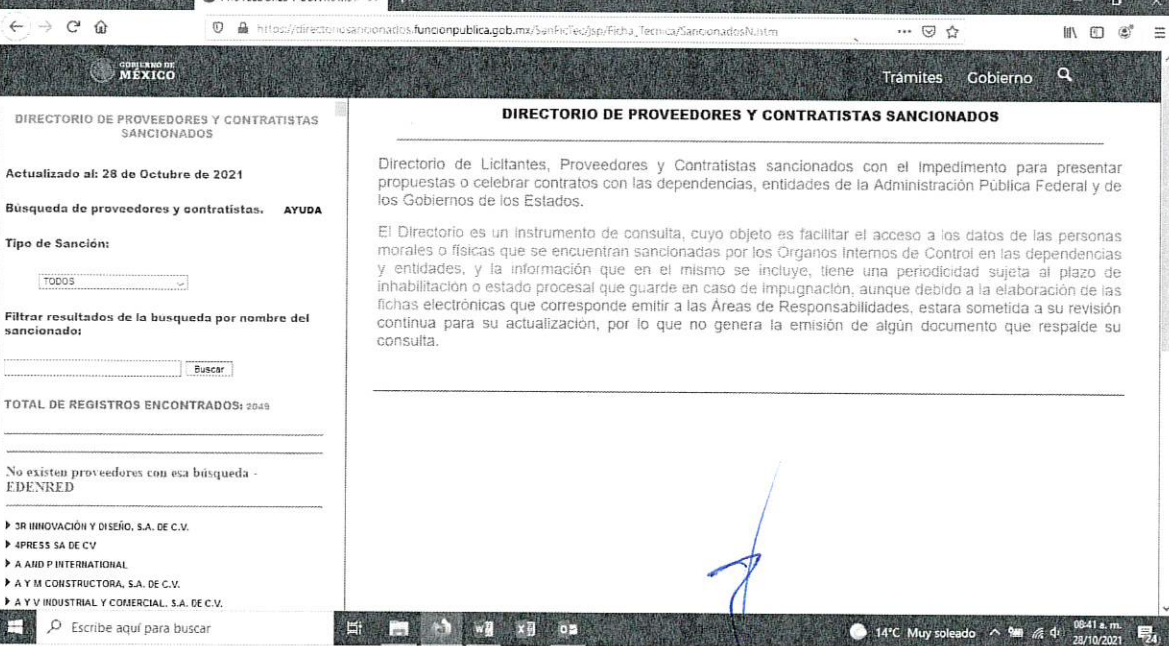 https://directoriosancionados.funcionpublica.gob.mx/SanFicTec/jsp/Ficha_Tecnica/SancionadosN.htm
GOBIERNO DE
MÉXICO
Trámites Gobierno
DIRECTORIO DE PROVEEDORES Y CONTRATISTAS
SANCIONADOS
Actualizado al: 28 de Octubre de 2021
Búsqueda de proveedores y contratistas. AYUDA
Tipo de Sanción:
TODOS
Filtrar resultados de la busqueda por nombre del
sancionado:
Buscar
TOTAL DE REGISTROS ENCONTRADOS: 2049
No existen proveedores con esa búsqueda -
EDENRED
3R INNOVACIÓN Y DISEÑO, S.A. DE C.V.
4PRESS SA DE CV
A AND P INTERNATIONAL
A Y M CONSTRUCTORA, S.A. DE C.V.
A Y V INDUSTRIAL Y COMERCIAL, S.A. DE C.V.
DIRECTORIO DE PROVEEDORES Y CONTRATISTAS SANCIONADOS
Directorio de Licitantes, Proveedores y Contratistas sancionados con el impedimento para presentar
propuestas o celebrar contratos con las dependencias, entidades de la Administración Pública Federal y de
los Gobiernos de los Estados.
El Directorio es un instrumento de consulta, cuyo objeto es facilitar el acceso a los datos de las personas
morales o físicas que se encuentran sancionadas por los Órganos Internos de Control en las dependencias
y entidades, y la información que en el mismo se incluye, tiene una periodicidad sujeta al plazo de
inhabilitación o estado procesal que guarde en caso de impugnación, aunque debido a la elaboración de las
fichas electrónicas que corresponde emitir a las Áreas de Responsabilidades, estara sometida a su revisión
continua para su actualización, por lo que no genera la emisión de algún documento que respalde su
consulta.
Escribe aquí para buscar
14°C Muy soleado
08:41 a. m.
28/10/2021
24